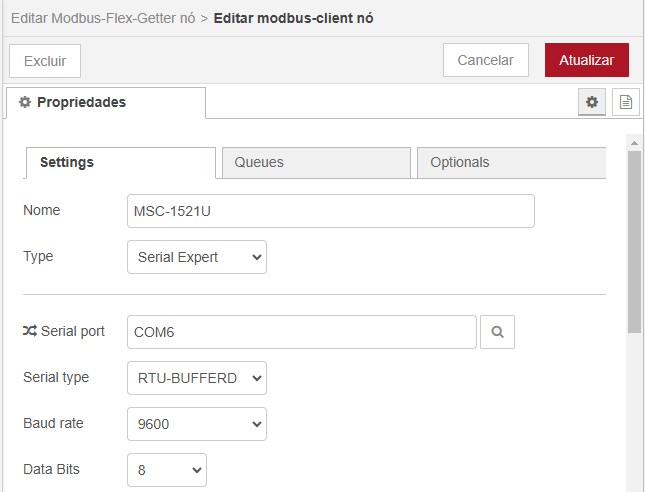 Editar Modbus-Flex-Getter nó > Editar modbus-client nó
Excluir Cancelar Atualizar
Propriedades
Settings Queues Optionals
Nome MSC-1521U
Type Serial Expert
Serial port COM6
Serial type RTU-BUFFERD
Baud rate 9600
Data Bits 8